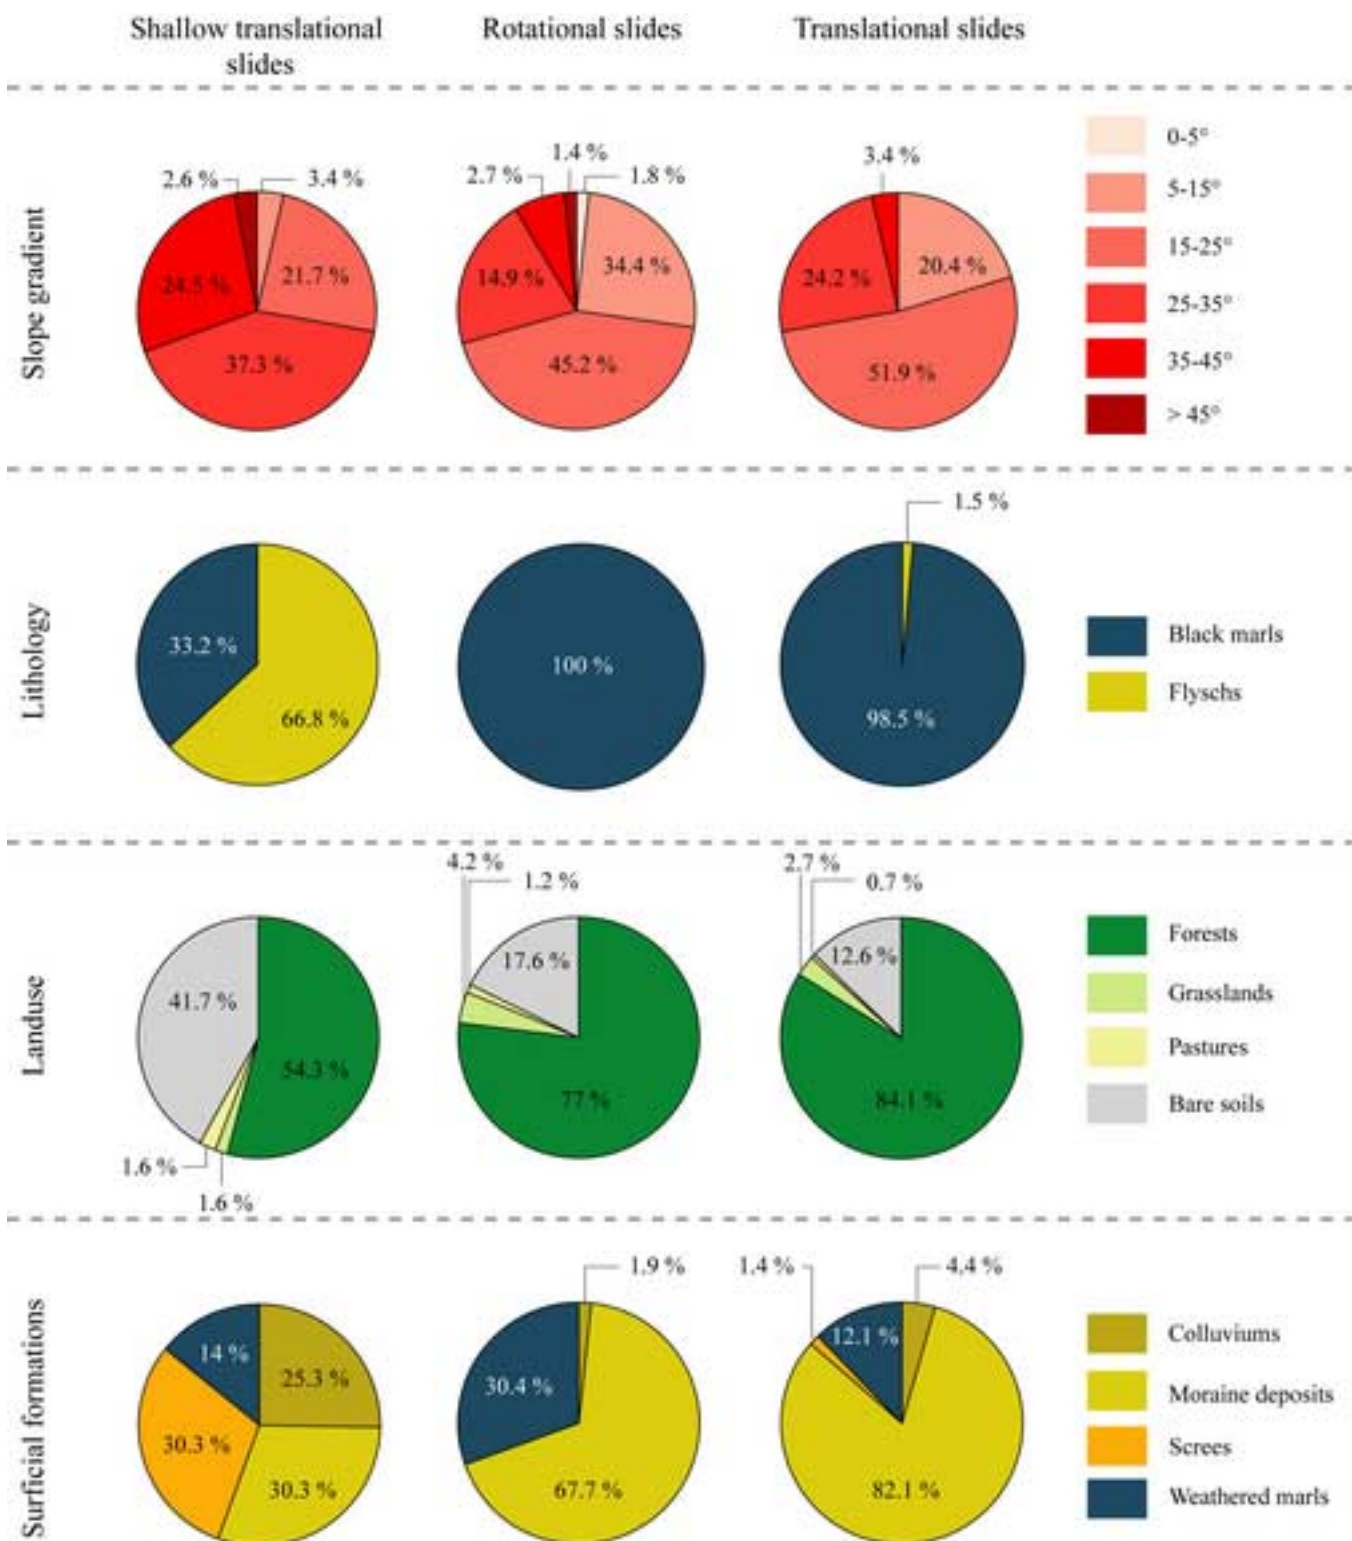 Shallow translational
slides
Rotational slides
Translational slides
Slope gradient
2.6 %
3.4 %
24.5 %
21.7 %
37.3 %
2.7 %
1.4 %
1.8 %
14.9 %
34.4 %
45.2 %
3.4 %
24.2 %
20.4 %
51.9 %
0-5°
5-15°
15-25°
25-35°
35-45°
> 45°
Lithology
33.2 %
66.8 %
100 %
1.5 %
98.5 %
Black marls
Flyschs
Landuse
41.7 %
54.3 %
1.6 %
1.6 %
4.2 %
1.2 %
17.6 %
77 %
2.7 %
0.7 %
12.6 %
84.1 %
Forests
Grasslands
Pastures
Bare soils
Surficial formations
14 %
25.3 %
30.3 %
30.3 %
1.9 %
30.4 %
67.7 %
1.4 %
4.4 %
12.1 %
82.1 %
Colluviums
Moraine deposits
Screes
Weathered marls